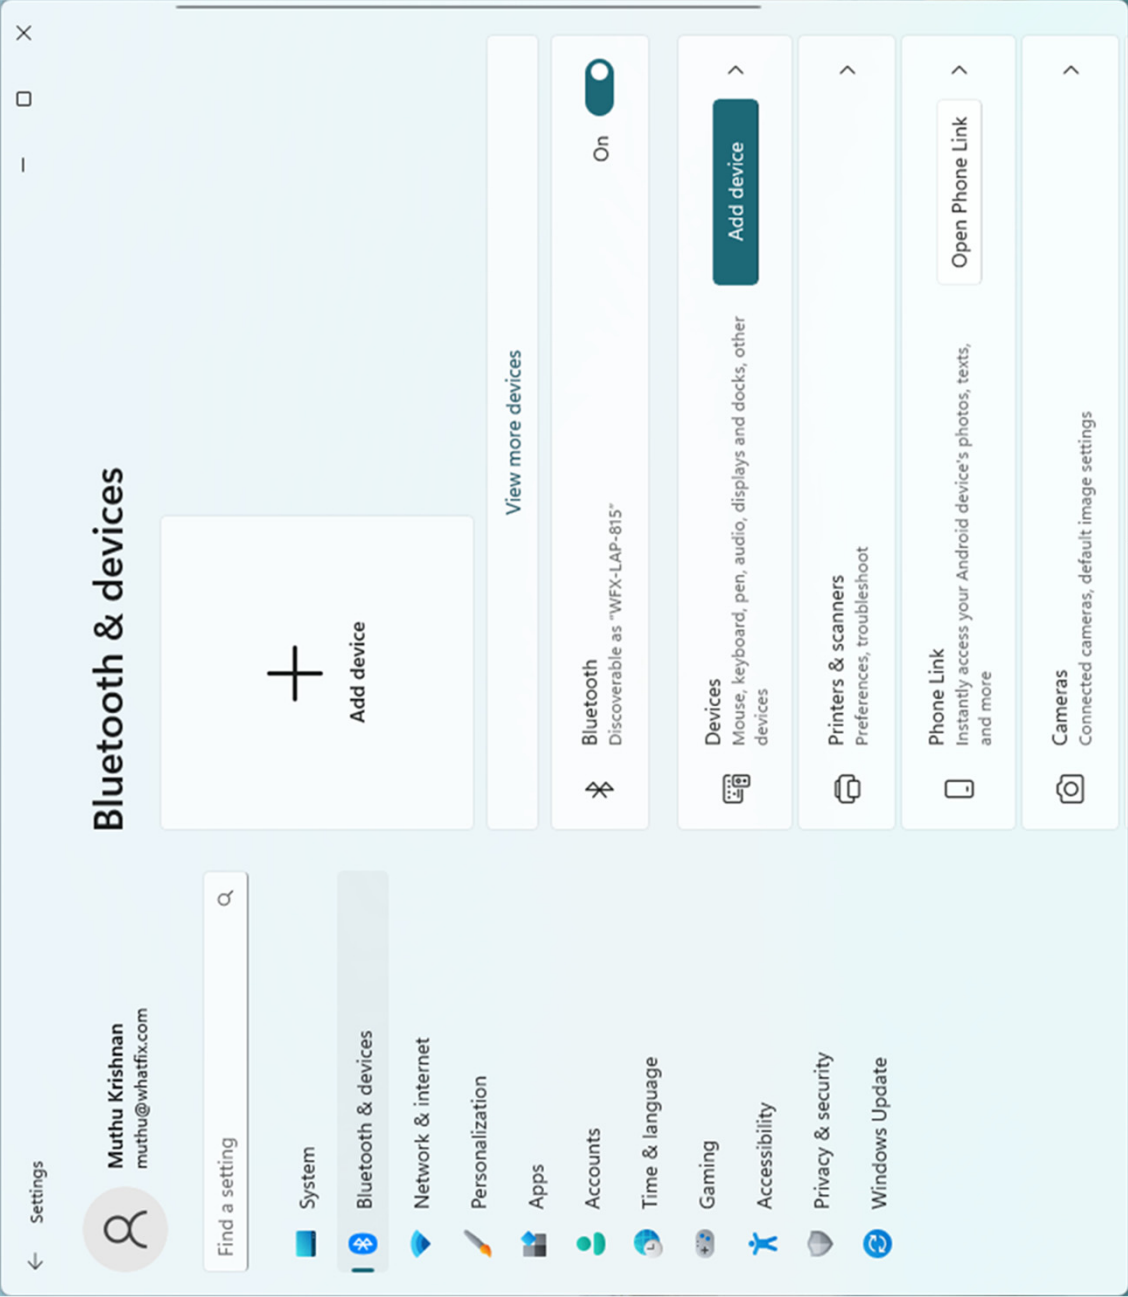 Settings
Muthu Krishnan
muthu@whatfix.com
Find a setting
System
Bluetooth & devices
Network & internet
Personalization
Apps
Accounts
Time & language
Gaming
Accessibility
Privacy & security
Windows Update
Bluetooth & devices
Add device
View more devices
Bluetooth
Discoverable as "WFX-LAP-815"
On
Devices
Mouse, keyboard, pen, audio, displays and docks, other
devices
Add device
Printers & scanners
Preferences, troubleshoot
Phone Link
Instantly access your Android device's photos, texts,
and more
Open Phone Link
Cameras
Connected cameras, default image settings